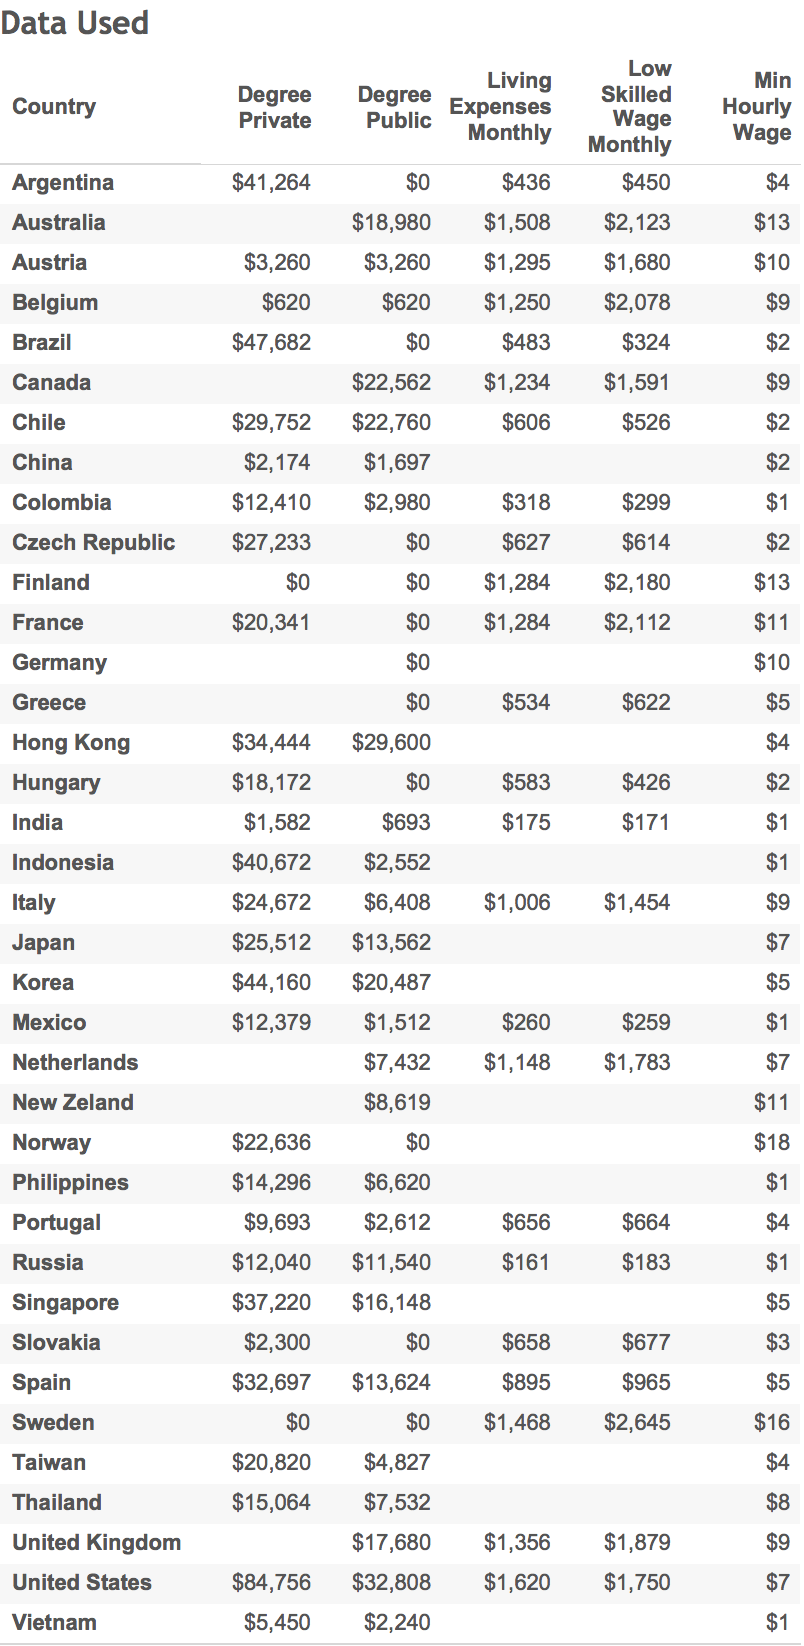 Data Used
Country Degree Private Degree Public Living Expenses Monthly Low Skilled Wage Monthly Min Hourly Wage
Argentina $41,264 $0 $436 $450 $4
Australia $18,980 $1,508 $2,123 $13
Austria $3,260 $3,260 $1,295 $1,680 $10
Belgium $620 $620 $1,250 $2,078 $9
Brazil $47,682 $0 $483 $324 $2
Canada $22,562 $1,234 $1,591 $9
Chile $29,752 $22,760 $606 $526 $2
China $2,174 $1,697 $2
Colombia $12,410 $2,980 $318 $299 $1
Czech Republic $27,233 $0 $627 $614 $2
Finland $0 $0 $1,284 $2,180 $13
France $20,341 $0 $1,284 $2,112 $11
Germany $0 $10
Greece $0 $534 $622 $5
Hong Kong $34,444 $29,600 $4
Hungary $18,172 $0 $583 $426 $2
India $1,582 $693 $175 $171 $1
Indonesia $40,672 $2,552 $1
Italy $24,672 $6,408 $1,006 $1,454 $9
Japan $25,512 $13,562 $7
Korea $44,160 $20,487 $5
Mexico $12,379 $1,512 $260 $259 $1
Netherlands $7,432 $1,148 $1,783 $7
New Zeland $8,619 $11
Norway $22,636 $0 $18
Philippines $14,296 $6,620 $1
Portugal $9,693 $2,612 $656 $664 $4
Russia $12,040 $11,540 $161 $183 $1
Singapore $37,220 $16,148 $5
Slovakia $2,300 $0 $658 $677 $3
Spain $32,697 $13,624 $895 $965 $5
Sweden $0 $0 $1,468 $2,645 $16
Taiwan $20,820 $4,827 $4
Thailand $15,064 $7,532 $8
United Kingdom $17,680 $1,356 $1,879 $9
United States $84,756 $32,808 $1,620 $1,750 $7
Vietnam $5,450 $2,240 $1